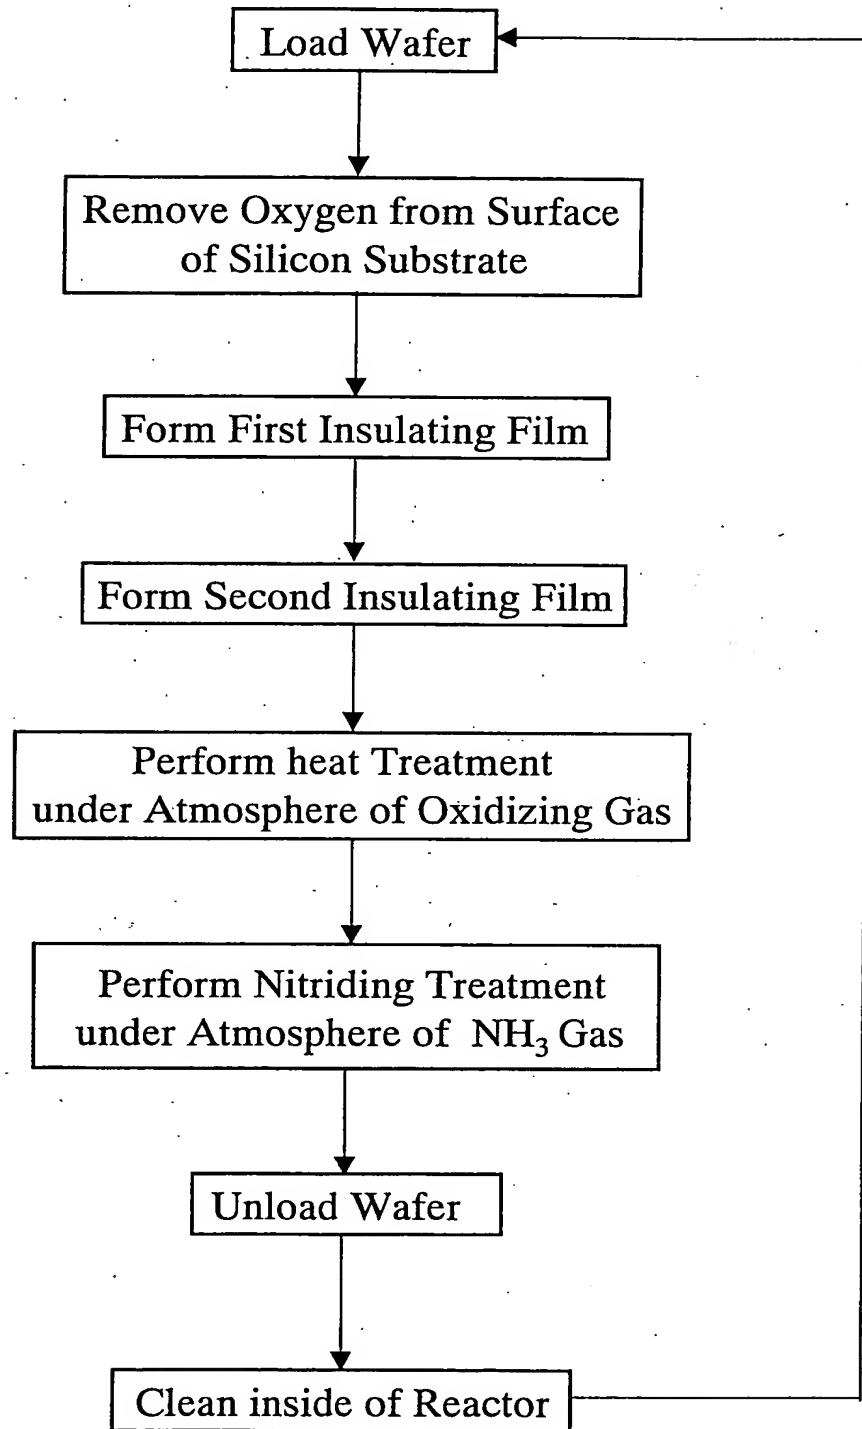 Load Wafer
Remove Oxygen from Surface
of Silicon Substrate
Form First Insulating Film
Form Second Insulating Film
Perform heat Treatment
under Atmosphere of Oxidizing Gas
Perform Nitriding Treatment
under Atmosphere of NH₃ Gas
Unload Wafer
Clean inside of Reactor